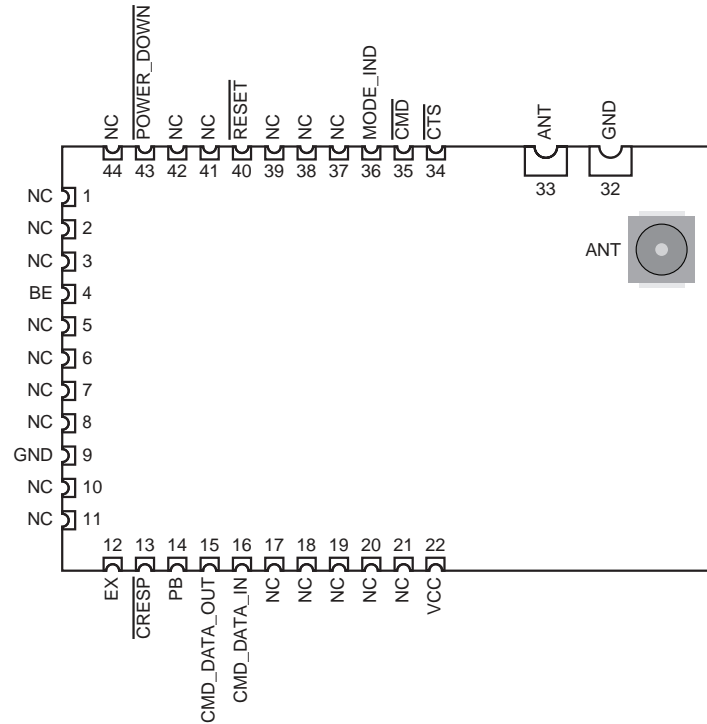 NC
POWER_DOWN
NC
NC
RESET
NC
NC
NC
MODE_IND
CMD
CTS
ANT
GND
44 43 42 41 40 39 38 37 36 35 34 33 32
NC 1
NC 2
NC 3
BE 4
NC 5
NC 6
NC 7
NC 8
GND 9
NC 10
NC 11
ANT
12 13 14 15 16 17 18 19 20 21 22
EX
CRESP
PB
CMD_DATA_OUT
CMD_DATA_IN
NC
NC
NC
NC
NC
VCC